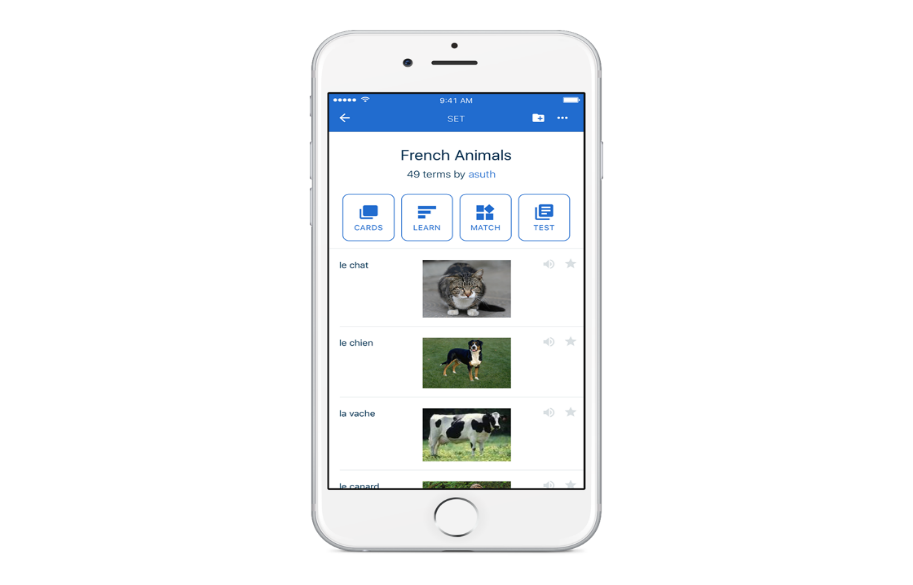 9:41 AM
SET
French Animals
49 terms by asuth
CARDS LEARN MATCH TEST
le chat
le chien
la vache
le canard